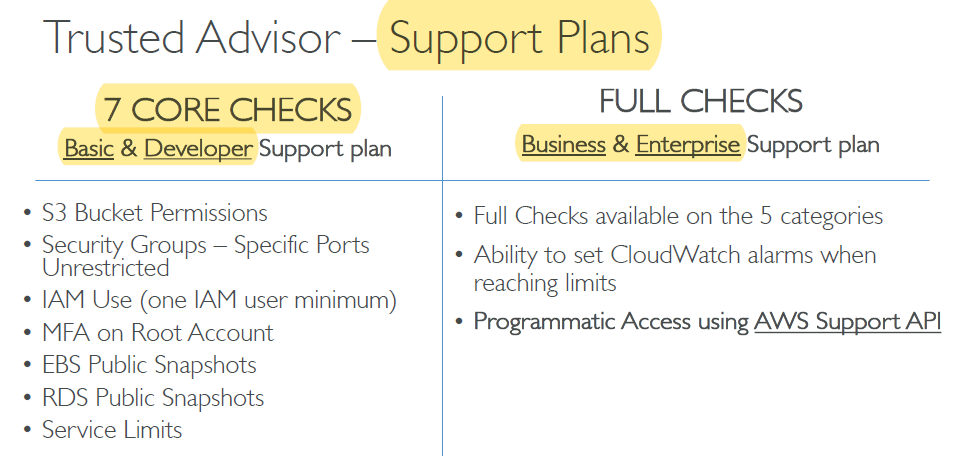 Trusted Advisor – Support Plans
7 CORE CHECKS
Basic & Developer Support plan
• S3 Bucket Permissions
• Security Groups – Specific Ports
Unrestricted
• IAM Use (one IAM user minimum)
• MFA on Root Account
• EBS Public Snapshots
• RDS Public Snapshots
• Service Limits
FULL CHECKS
Business & Enterprise Support plan
• Full Checks available on the 5 categories
• Ability to set CloudWatch alarms when
reaching limits
• Programmatic Access using AWS Support API